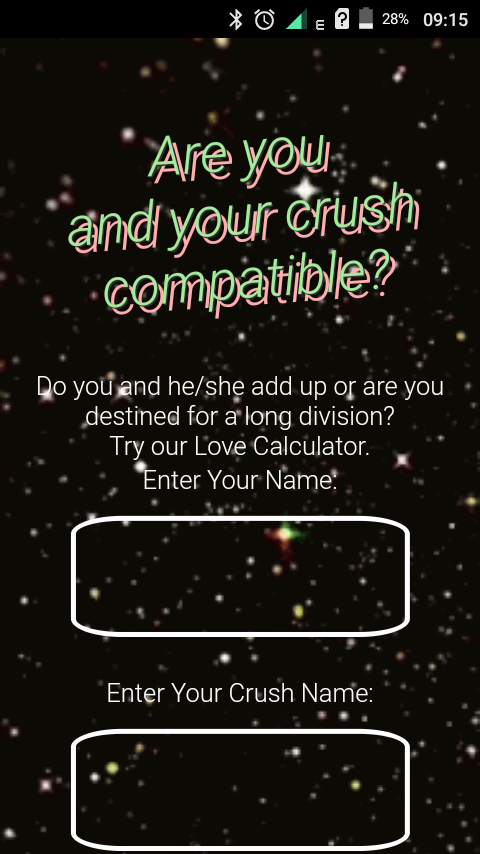 28% 09:15
Are you
and your crush
compatible?
Do you and he/she add up or are you
destined for a long division?
Try our Love Calculator.
Enter Your Name:
Enter Your Crush Name: